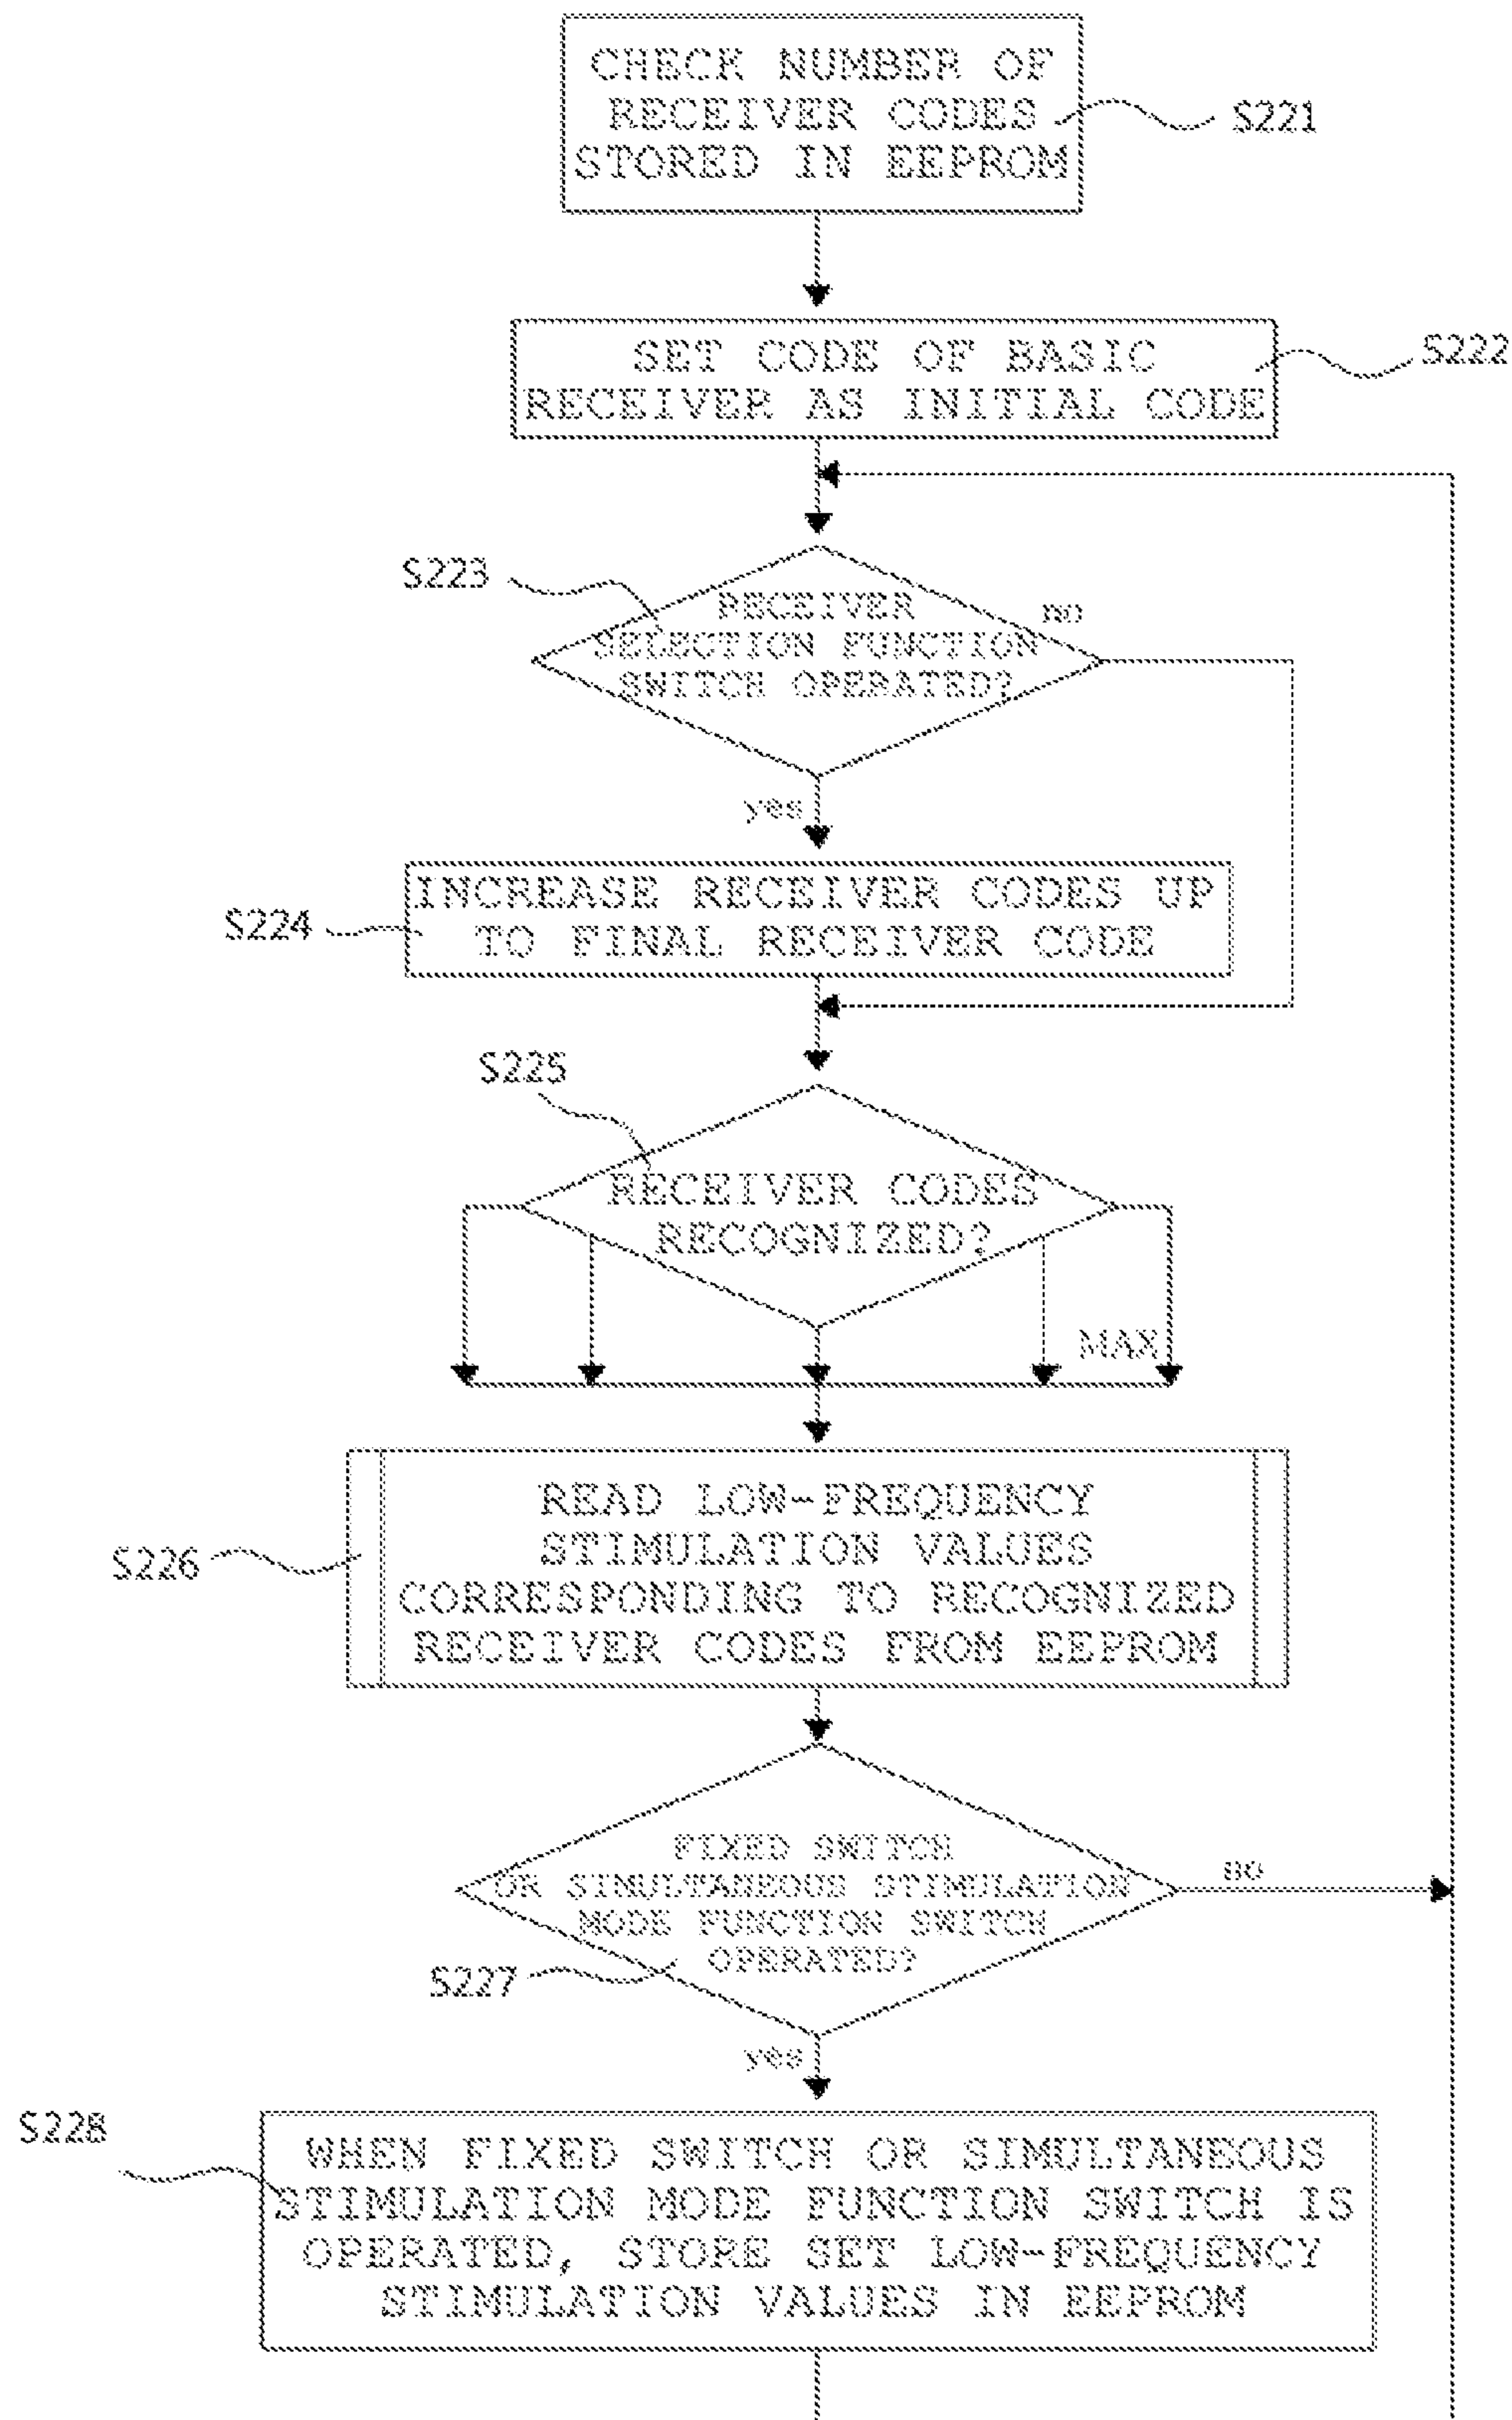 CHECK NUMBER OF
RECEIVER CODES
STORED IN EEPROM
S221
SET CODE OF BASIC
RECEIVER AS INITIAL CODE
S222
S223
RECEIVER
SELECTION FUNCTION
SWITCH OPERATED?
no
yes
S224
INCREASE RECEIVER CODES UP
TO FINAL RECEIVER CODE
S225
RECEIVER CODES
RECOGNIZED?
MAX
S226
READ LOW-FREQUENCY
STIMULATION VALUES
CORRESPONDING TO RECOGNIZED
RECEIVER CODES FROM EEPROM
FIXED SWITCH
OR SIMULTANEOUS STIMULATION
MODE FUNCTION SWITCH
OPERATED?
no
S227
yes
S228
WHEN FIXED SWITCH OR SIMULTANEOUS
STIMULATION MODE FUNCTION SWITCH IS
OPERATED, STORE SET LOW-FREQUENCY
STIMULATION VALUES IN EEPROM